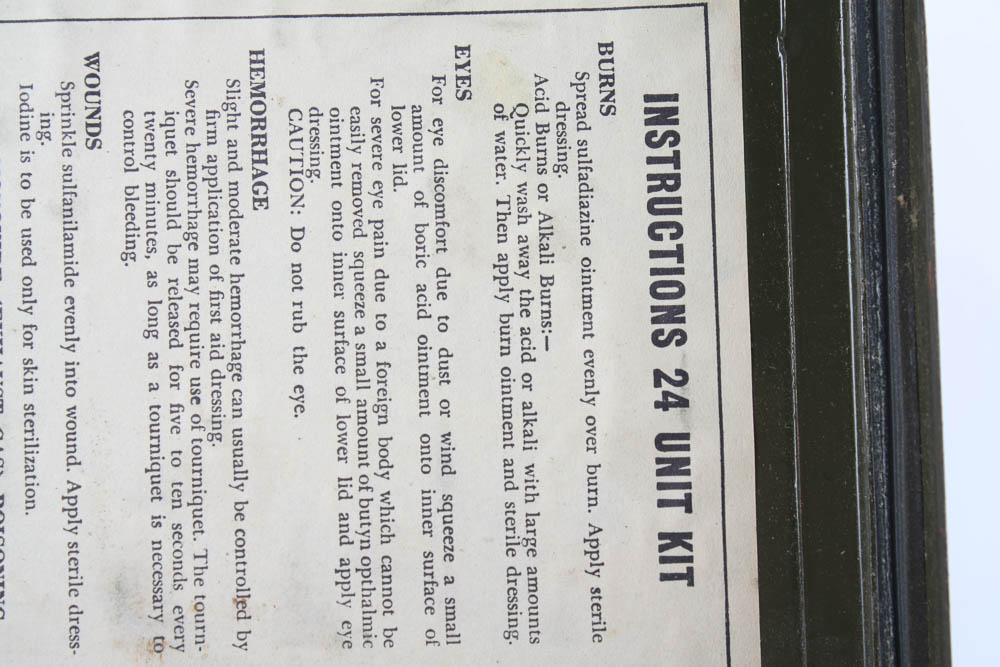 INSTRUCTIONS 24 UNIT KIT
BURNS
Spread sulfadiazine ointment evenly over burn. Apply sterile
dressing.
Acid Burns or Alkali Burns:—
Quickly wash away the acid or alkali with large amounts
of water. Then apply burn ointment and sterile dressing.
EYES
For eye discomfort due to dust or wind squeeze a small
amount of boric acid ointment onto inner surface of
lower lid.
For severe eye pain due to a foreign body which cannot be
easily removed squeeze a small amount of butyn opthalmic
ointment onto inner surface of lower lid and apply eye
dressing.
CAUTION: Do not rub the eye.
HEMORRHAGE
Slight and moderate hemorrhage can usually be controlled by
firm application of first aid dressing.
Severe hemorrhage may require use of tourniquet. The tourn-
iquet should be released for five to ten seconds every
twenty minutes, as long as a tourniquet is necessary to
control bleeding.
WOUNDS
Sprinkle sulfanilamide evenly into wound. Apply sterile dress-
ing.
Iodine is to be used only for skin sterilization.